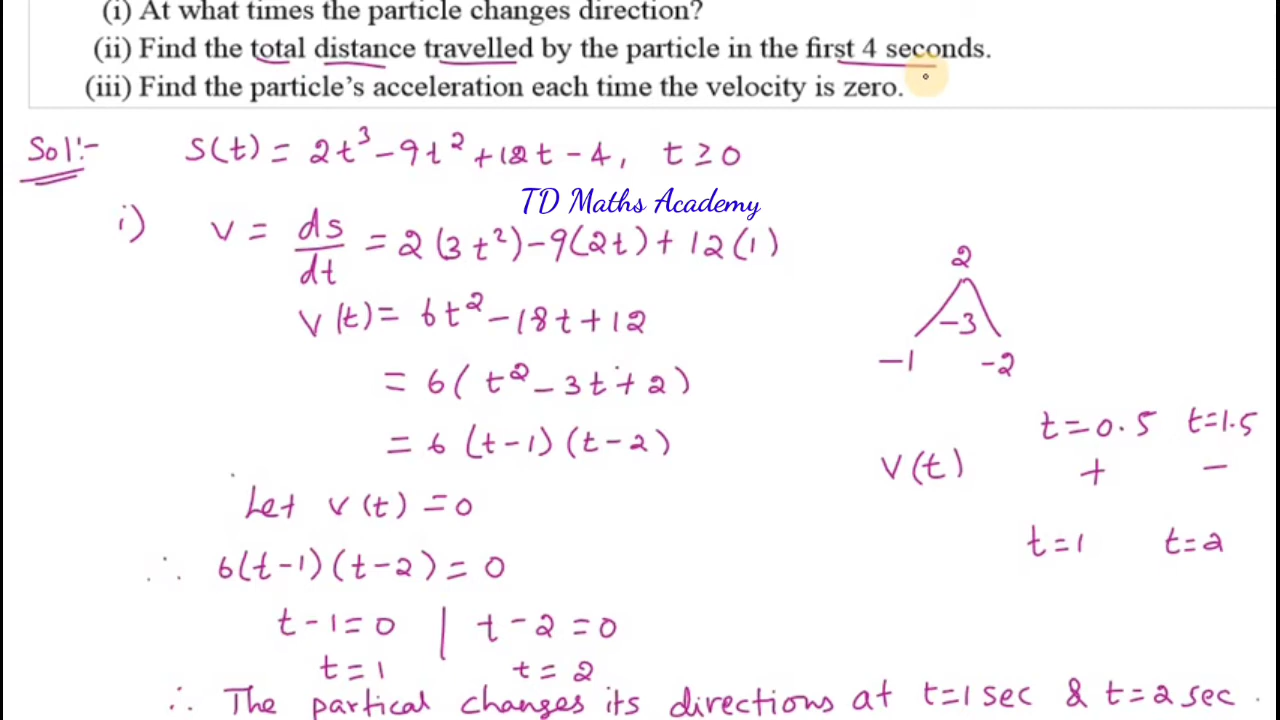 (i) At what times the particle changes direction?
(ii) Find the total distance travelled by the particle in the first 4 seconds.
(iii) Find the particle's acceleration each time the velocity is zero.
Sol:- S(t) = 2t³ - 9t² + 12t - 4, t ≥ 0
TD Maths Academy
i) v = ds/dt = 2(3t²) - 9(2t) + 12(1)
v(t) = 6t² - 18t + 12
= 6(t² - 3t + 2)
= 6(t-1)(t-2)
2
-3
-1 -2
t=0.5 t=1.5
v(t) + -
t=1 t=2
Let v(t) = 0
∴ 6(t-1)(t-2) = 0
t-1=0 | t-2=0
t=1 t=2
∴ The partical changes its directions at t=1 sec & t=2 sec.